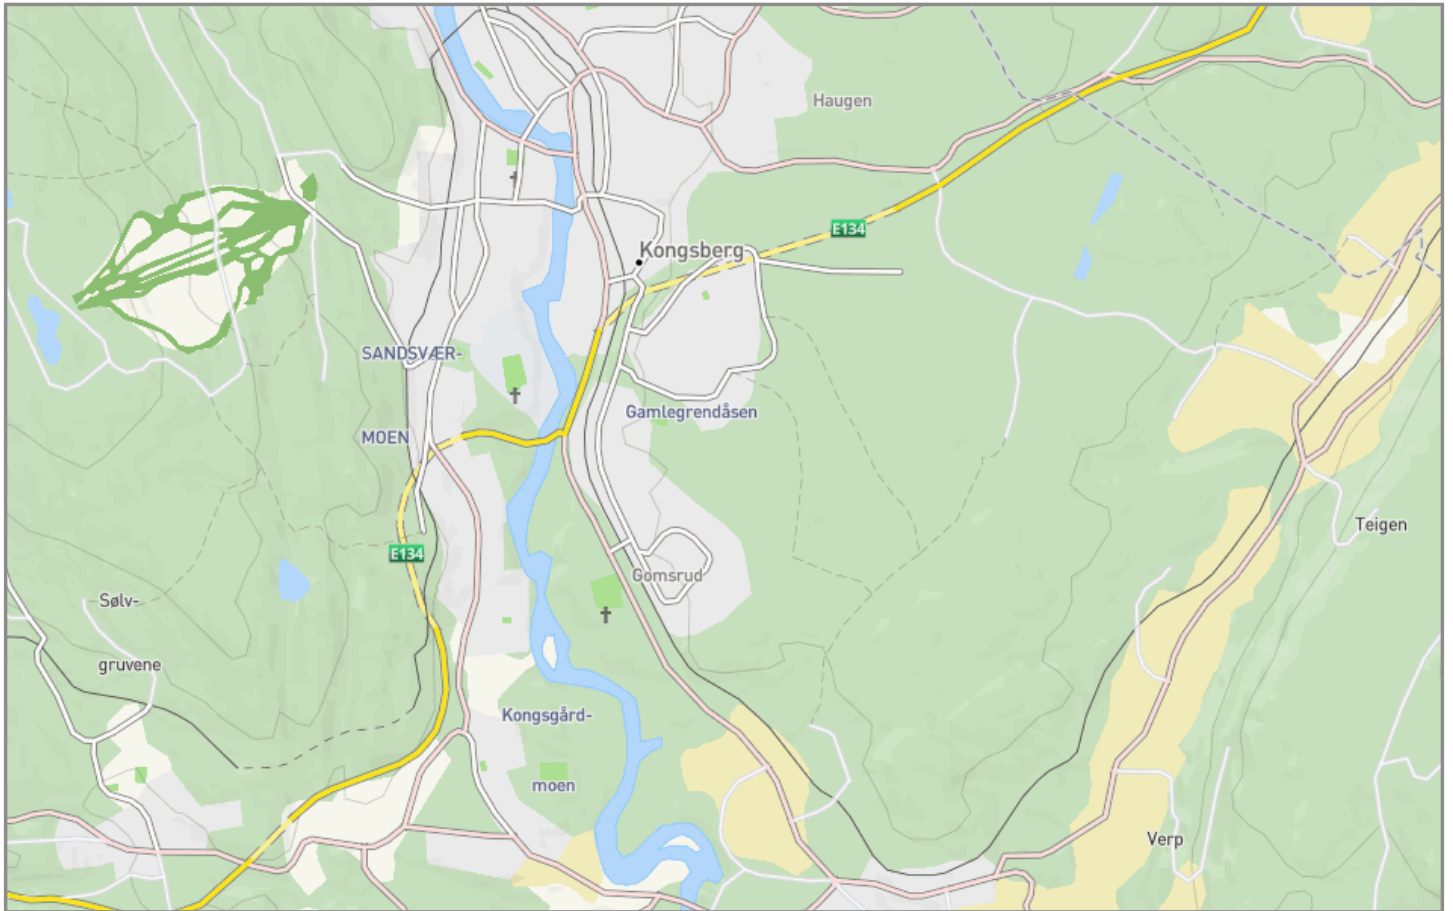 Haugen
E134
Kongsberg
SANDSVÆR-
MOEN
Gamlegrendåsen
Teigen
E134
Gomsrud
Sølv-
gruvene
Kongsgård-
moen
Verp